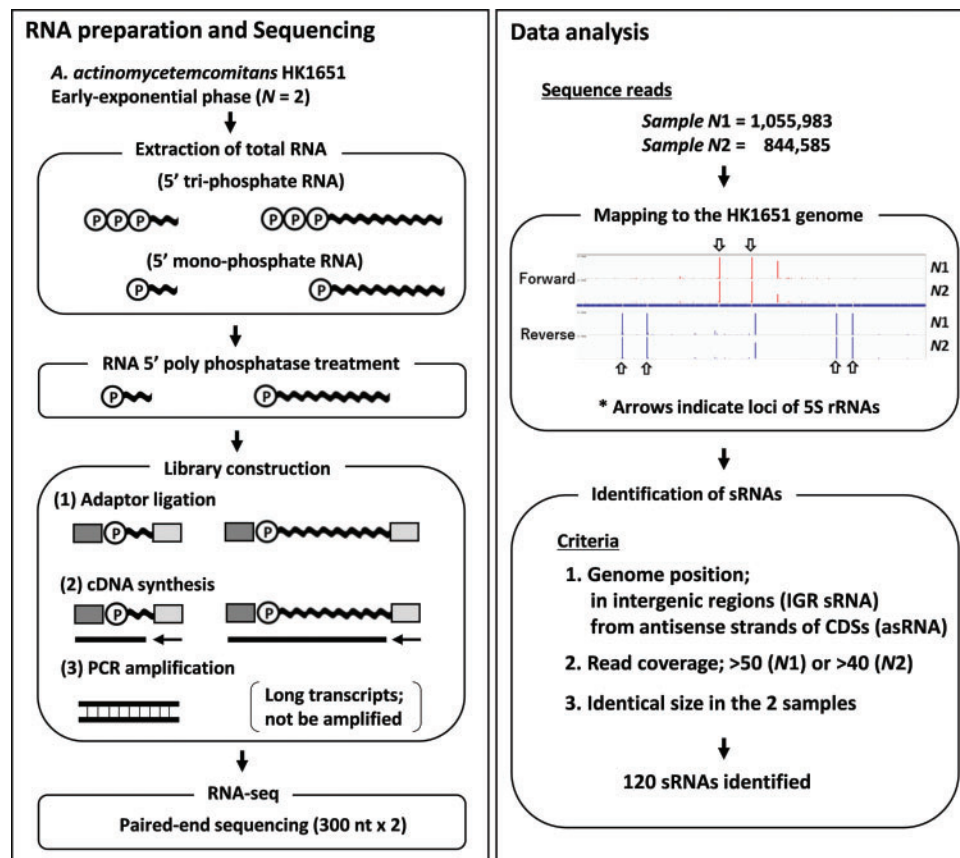 RNA preparation and Sequencing
A. actinomycetemcomitans HK1651
Early-exponential phase (N = 2)
Extraction of total RNA
(5' tri-phosphate RNA)
P P P P P P
(5' mono-phosphate RNA)
P P
RNA 5' poly phosphatase treatment
P P
Library construction
(1) Adaptor ligation
P P
(2) cDNA synthesis
P P
(3) PCR amplification
Long transcripts;
not be amplified
RNA-seq
Paired-end sequencing (300 nt x 2)
Data analysis
Sequence reads
Sample N1 = 1,055,983
Sample N2 = 844,585
Mapping to the HK1651 genome
Forward
N1
N2
Reverse
N1
N2
* Arrows indicate loci of 5S rRNAs
Identification of sRNAs
Criteria
1. Genome position;
in intergenic regions (IGR sRNA)
from antisense strands of CDSs (asRNA)
2. Read coverage; >50 (N1) or >40 (N2)
3. Identical size in the 2 samples
120 sRNAs identified